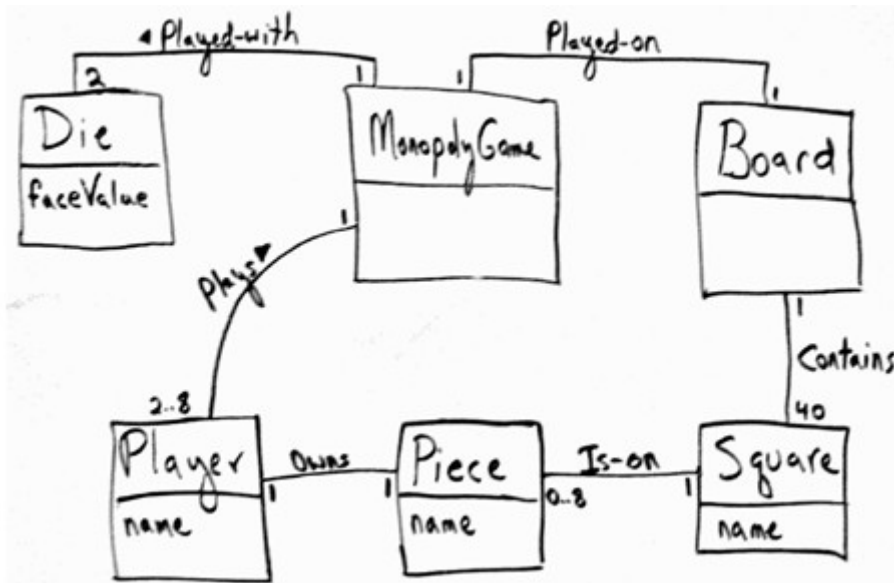 ◄ Played-with
Played-on
2
1
1
1
Die
MonopolyGame
Board
faceValue
1
Plays ►
1
Contains
2..8
40
Player
Owns
Piece
Is-on
Square
1
1
0..8
1
name
name
name